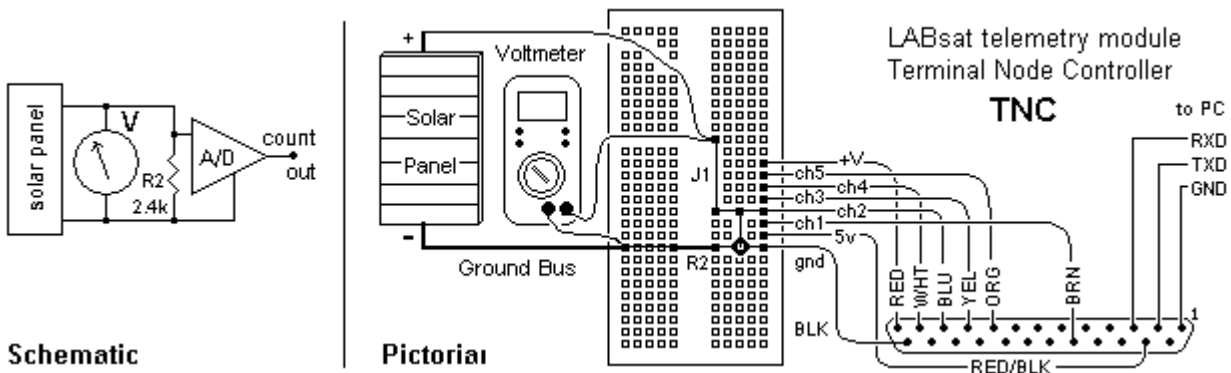 solar panel
V
R2
2.4k
A/D
count
out
Schematic
+
Solar
Panel
-
Voltmeter
Ground Bus
J1
R2
Pictorial
LABsat telemetry module
Terminal Node Controller
TNC
to PC
RXD
TXD
GND
+V
ch5
ch4
ch3
ch2
ch1
5v
gnd
RED
WHT
BLU
YEL
ORG
BRN
1
BLK
RED/BLK